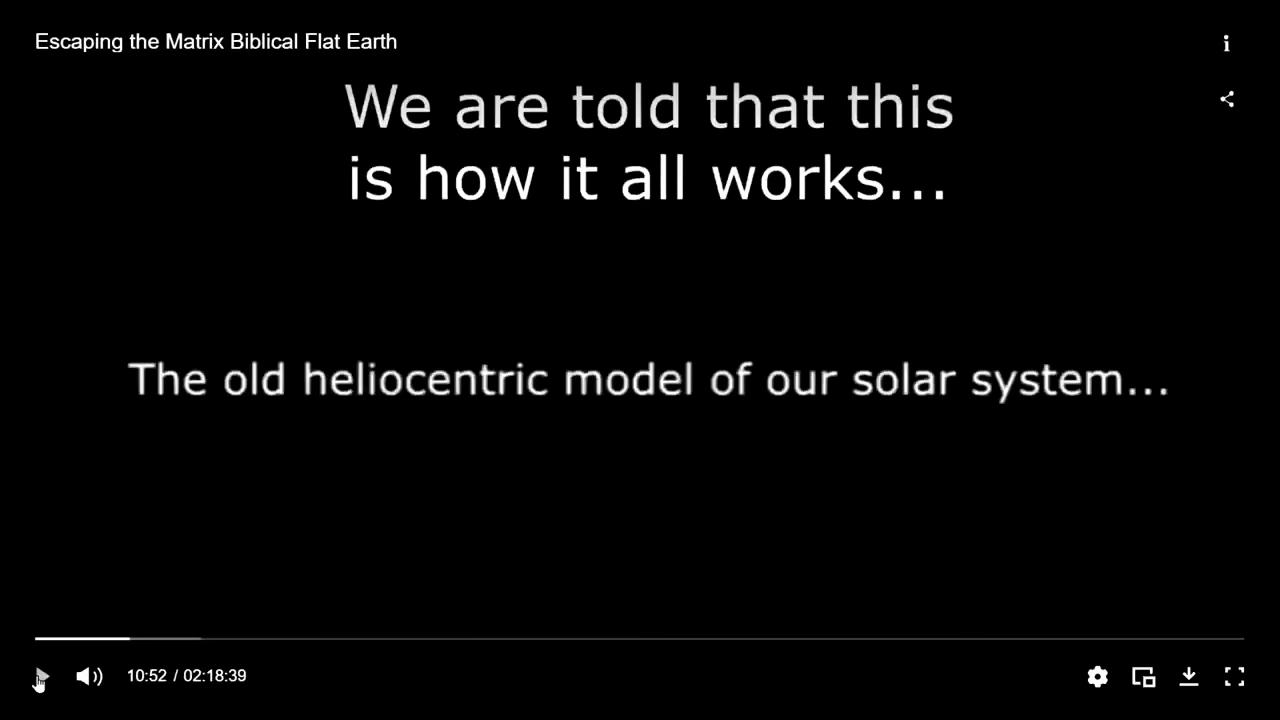 Escaping the Matrix Biblical Flat Earth
We are told that this
is how it all works...
The old heliocentric model of our solar system...
10:52 / 02:18:39